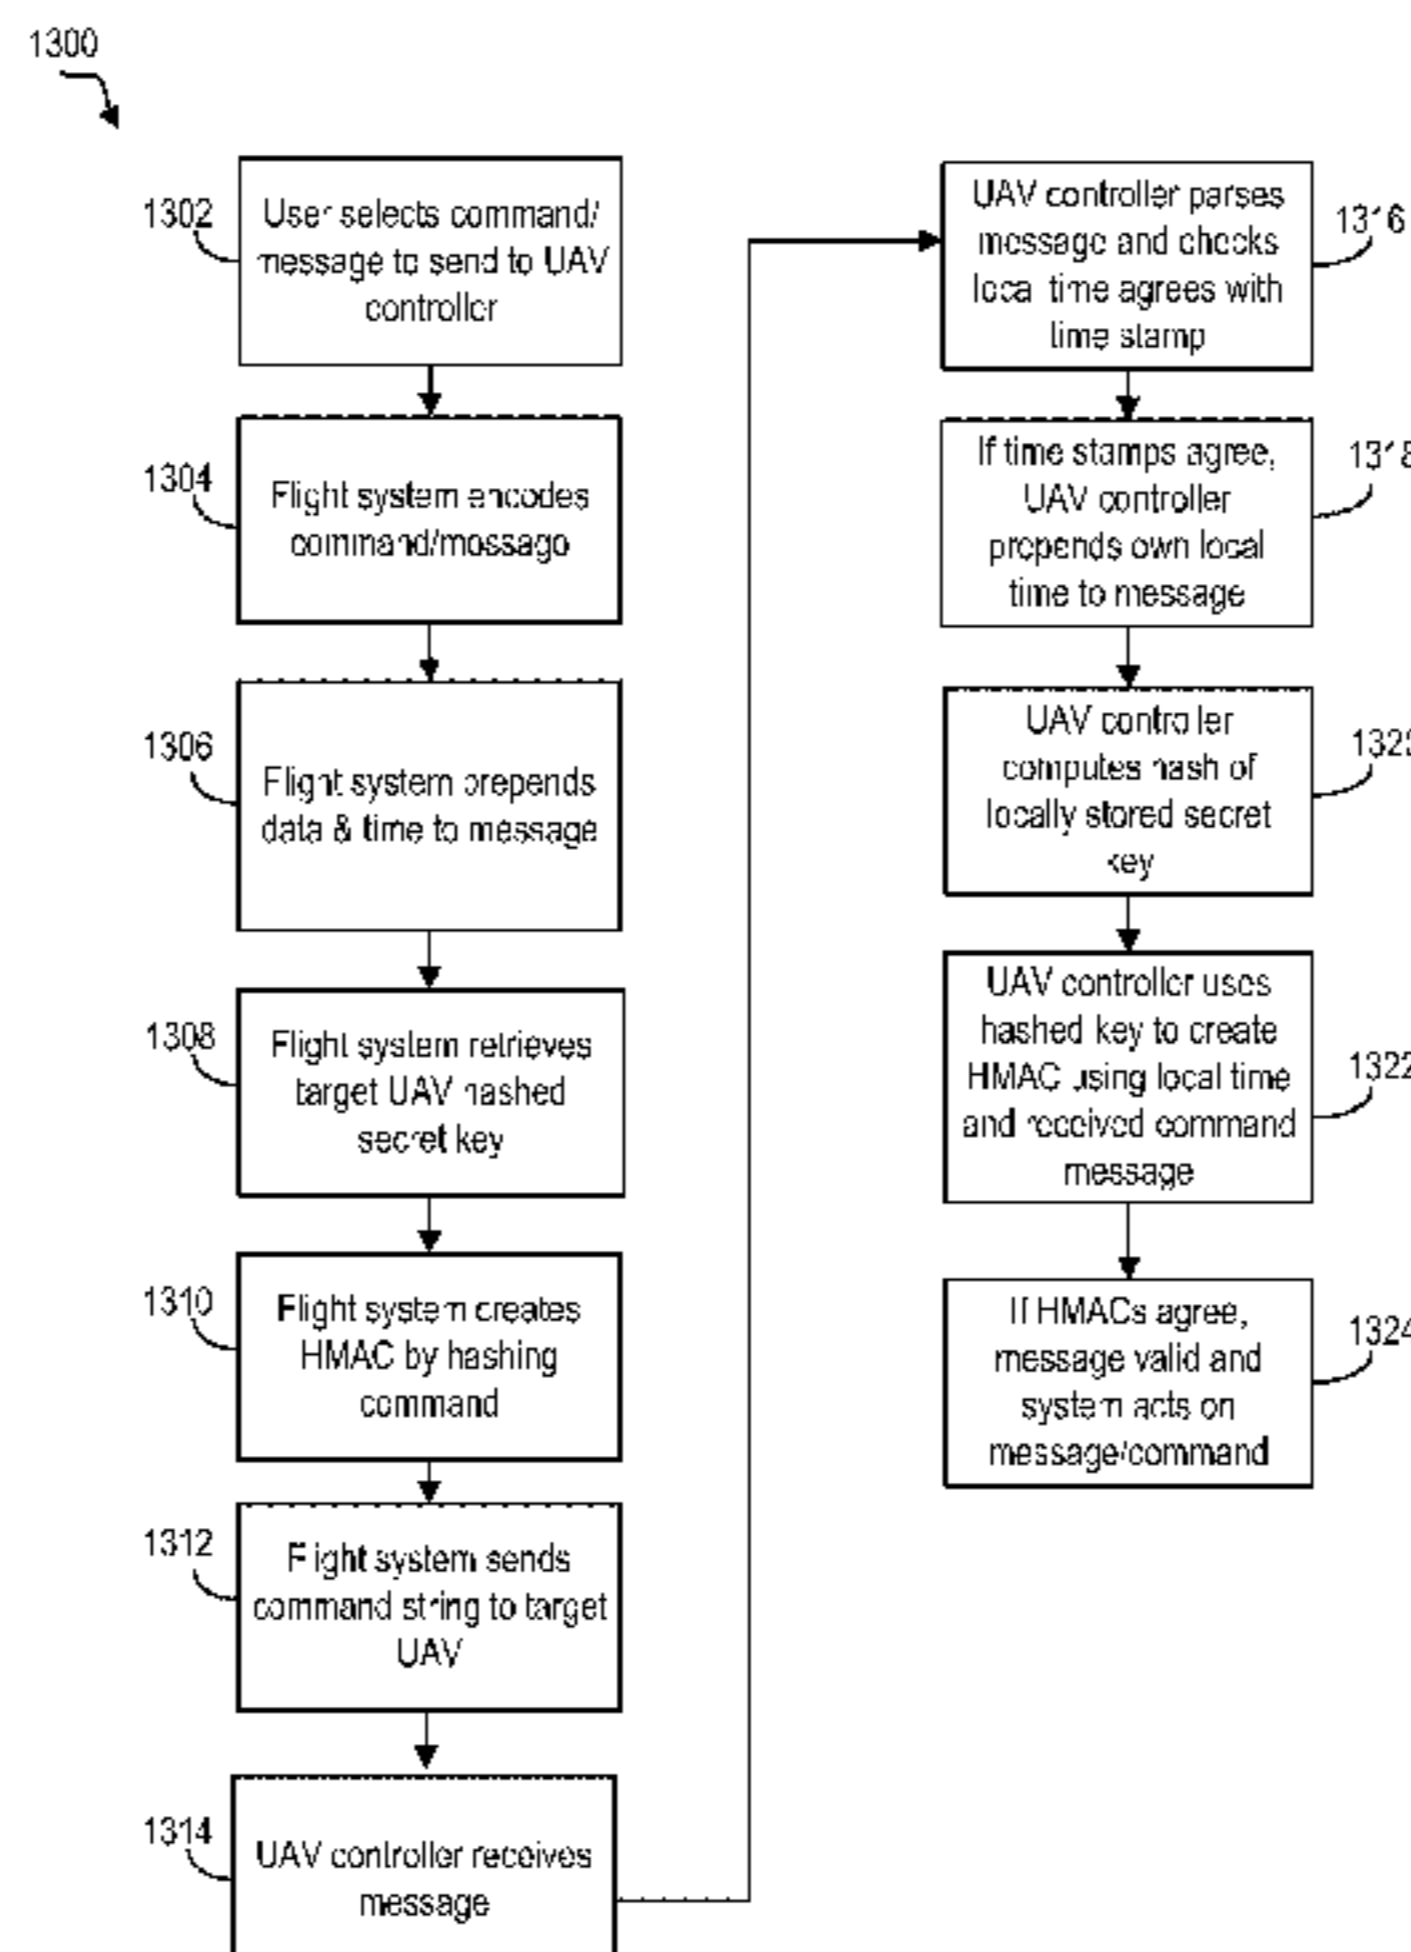 1300
1302
User selects command/
message to send to UAV
controller
1304
Flight system encodes
command/message
1306
Flight system prepends
data & time to message
1308
Flight system retrieves
target UAV hashed
secret key
1310
Flight system creates
HMAC by hashing
command
1312
Flight system sends
command string to target
UAV
1314
UAV controller receives
message
1316
UAV controller parses
message and checks
local time agrees with
time stamp
1318
If time stamps agree,
UAV controller
prepends own local
time to message
UAV controller
computes hash of
locally stored secret
key
1322
UAV controller uses
hashed key to create
HMAC using local time
and received command
message
1324
If HMACs agree,
message valid and
system acts on
message/command